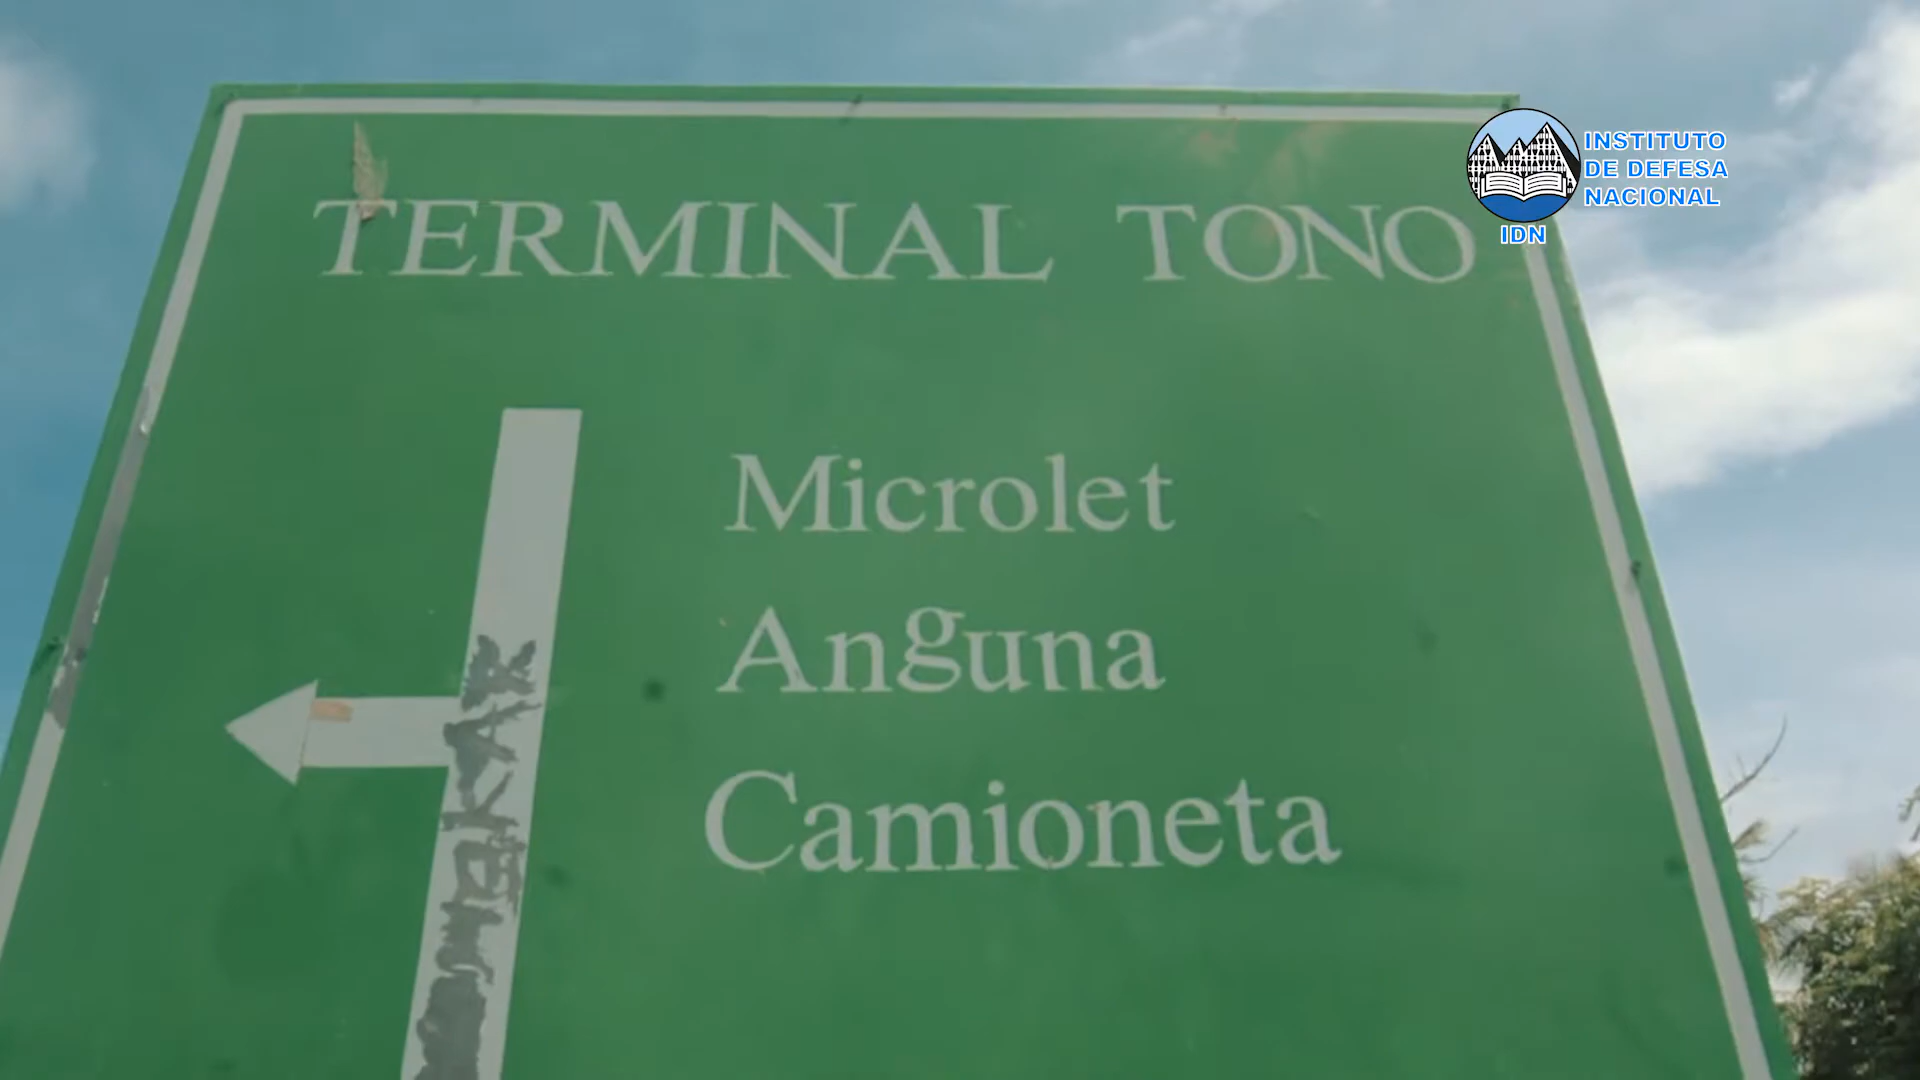 TERMINAL TONO
Microlet
Anguna
Camioneta
INSTITUTO
DE DEFESA
NACIONAL
IDN